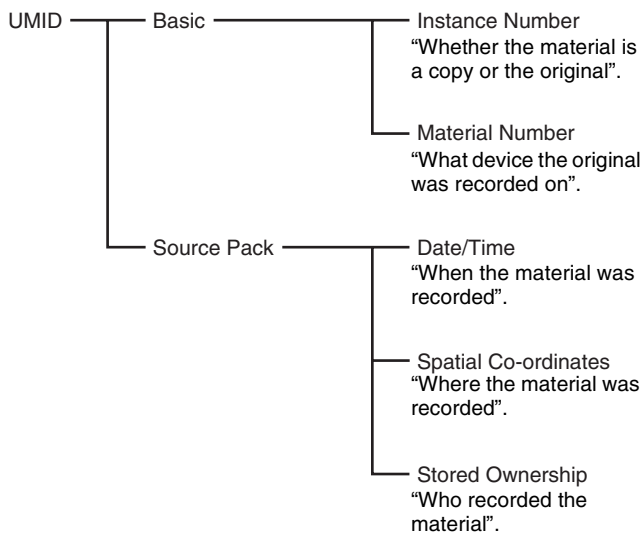 UMID Basic Instance Number
“Whether the material is
a copy or the original”.
Material Number
“What device the original
was recorded on”.
Source Pack Date/Time
“When the material was
recorded”.
Spatial Co-ordinates
“Where the material was
recorded”.
Stored Ownership
“Who recorded the
material”.